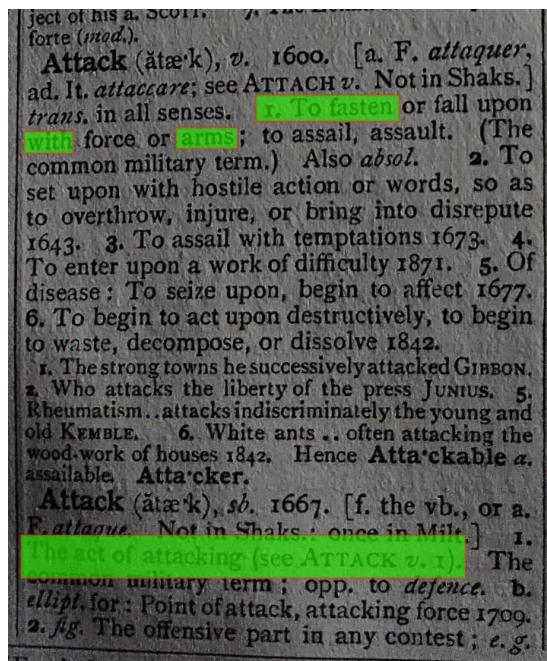 ject of his a. SCOTT. 7.
forte (mod.).
Attack (ătæ·k), v. 1600. [a. F. attaquer,
ad. It. attaccare; see ATTACH v. Not in Shaks.]
trans. in all senses. 1. To fasten or fall upon
with force or arms; to assail, assault. (The
common military term.) Also absol. 2. To
set upon with hostile action or words, so as
to overthrow, injure, or bring into disrepute
1643. 3. To assail with temptations 1673. 4.
To enter upon a work of difficulty 1871. 5. Of
disease: To seize upon, begin to affect 1677.
6. To begin to act upon destructively, to begin
to waste, decompose, or dissolve 1842.
1. The strong towns he successively attacked GIBBON.
2. Who attacks the liberty of the press JUNIUS. 5.
Rheumatism..attacks indiscriminately the young and
old KEMBLE. 6. White ants .. often attacking the
wood-work of houses 1842. Hence Atta·ckable a.
assailable. Atta·cker.
Attack (ătæ·k), sb. 1667. [f. the vb., or a.
F. attaque. Not in Shaks.: once in Milt.] 1.
The act of attacking (see ATTACK v. 1). The
common military term; opp. to defence. b.
ellipt. for: Point of attack, attacking force 1709.
2. fig. The offensive part in any contest; e.g.